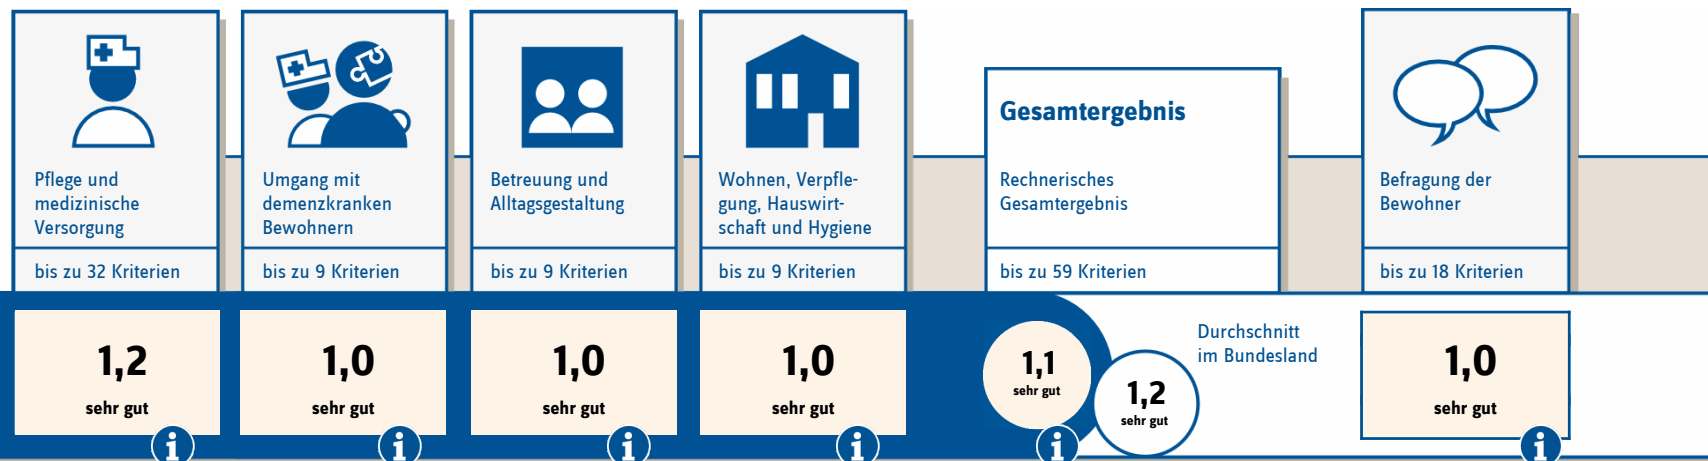 Pflege und
medizinische
Versorgung
bis zu 32 Kriterien
1,2
sehr gut
Umgang mit
demenzkranken
Bewohnern
bis zu 9 Kriterien
1,0
sehr gut
Betreuung und
Alltagsgestaltung
bis zu 9 Kriterien
1,0
sehr gut
Wohnen, Verpfle-
gung, Hauswirt-
schaft und Hygiene
bis zu 9 Kriterien
1,0
sehr gut
Gesamtergebnis
Rechnerisches
Gesamtergebnis
bis zu 59 Kriterien
1,1
sehr gut
Durchschnitt
im Bundesland
1,2
sehr gut
Befragung der
Bewohner
bis zu 18 Kriterien
1,0
sehr gut